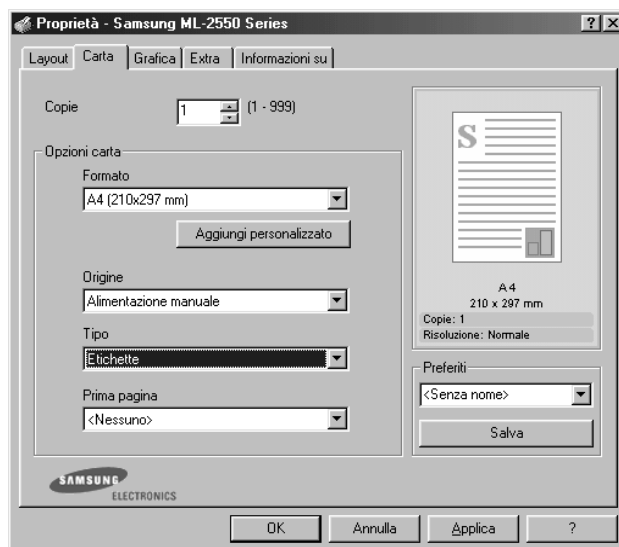 Proprietà - Samsung ML-2550 Series
Layout Carta Grafica Extra Informazioni su
Copie 1 (1 - 999)
Opzioni carta
Formato
A4 (210x297 mm)
Aggiungi personalizzato
Origine
Alimentazione manuale
Tipo
Etichette
Prima pagina
<Nessuno>
S
A4
210 x 297 mm
Copie: 1
Risoluzione: Normale
Preferiti
<Senza nome>
Salva
SAMSUNG
ELECTRONICS
OK Annulla Applica ?